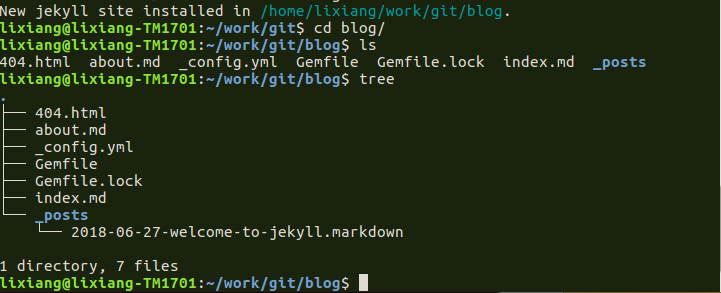 New jekyll site installed in /home/lixiang/work/git/blog.
lixiang@lixiang-TM1701:~/work/git$ cd blog/
lixiang@lixiang-TM1701:~/work/git/blog$ ls
404.html  about.md  _config.yml  Gemfile  Gemfile.lock  index.md  _posts
lixiang@lixiang-TM1701:~/work/git/blog$ tree
.
├── 404.html
├── about.md
├── _config.yml
├── Gemfile
├── Gemfile.lock
├── index.md
└── _posts
    └── 2018-06-27-welcome-to-jekyll.markdown
1 directory, 7 files
lixiang@lixiang-TM1701:~/work/git/blog$